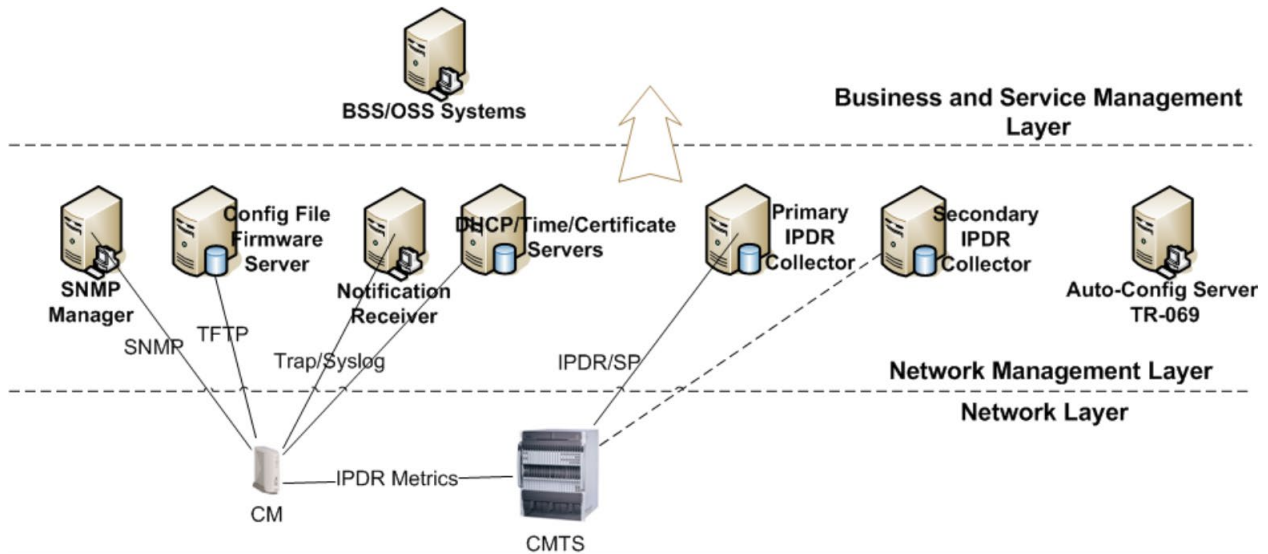 BSS/OSS Systems
Business and Service Management
Layer
Config File
Firmware
Server
DHCP/Time/Certificate
Servers
Primary
IPDR
Collector
Secondary
IPDR
Collector
SNMP
Manager
Notification
Receiver
Auto-Config Server
TR-069
SNMP
TFTP
Trap/Syslog
IPDR/SP
Network Management Layer
Network Layer
IPDR Metrics
CM
CMTS